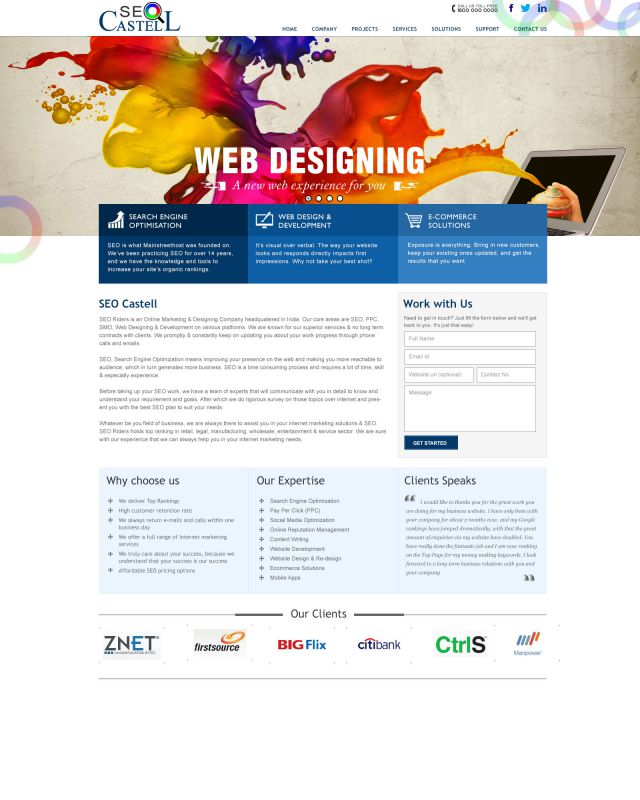 SEO
CASTELL
CALL US TOLL FREE
1800 000 0000
f
in
HOME COMPANY PROJECTS SERVICES SOLUTIONS SUPPORT CONTACT US
WEB DESIGNING
A new web experience for you
SEARCH ENGINE
OPTIMISATION
SEO is what Mainstreethost was founded on.
We've been practicing SEO for over 14 years,
and we have the knowledge and tools to
increase your site's organic rankings.
WEB DESIGN &
DEVELOPMENT
It's visual over verbal. The way your website
looks and responds directly impacts first
impressions. Why not take your best shot?
E-COMMERCE
SOLUTIONS
Exposure is everything. Bring in new customers,
keep your existing ones updated, and get the
results that you want.
SEO Castell
SEO Riders is an Online Marketing & Designing Company headquatered in India. Our core areas are SEO, PPC,
SMO, Web Designing & Development on various platforms. We are known for our superior services & no long term
contracts with clients. We promptly & constantly keep on updating you about your work progress through phone
calls and emails.
SEO, Search Engine Optimization means improving your presence on the web and making you more reachable to
audience, which in turn generates more business. SEO is a time consuming process and requires a lot of time, skill
& especially experience.
Before taking up your SEO work, we have a team of experts that will communicate with you in detail to know and
understand your requirement and goals. After which we do rigorous survey on those topics over internet and pres-
ent you with the best SEO plan to suit your needs.
Whatever be you field of business, we are always there to assist you in your internet marketing solutions & SEO.
SEO Riders holds top ranking in retail, legal, manufacturing, wholesale, entertainment & service sector. We are sure
with our experience that we can always help you in your internet marketing needs.
Work with Us
Need to get in touch? Just fill the form below and we'll get
back to you. It's just that easy!
Full Name
Email Id
Website url (optional) Contact No.
Message
GET STARTED
Why choose us
We deliver Top Rankings
High customer retention rate
We always return e-mails and calls within one
business day
We offer a full range of Internet marketing
services
We truly care about your success, because we
understand that your success is our success
Affordable SEO pricing options
Our Expertise
Search Engine Optimization
Pay Per Click (PPC)
Social Media Optimization
Online Reputation Management
Content Writing
Website Development
Website Design & Re-design
Ecommerce Solutions
Mobile Apps
Clients Speaks
“ I would like to thanks you for the great work you
are doing for my business website. I have only been with
your company for about 2 months now, and my Google
rankings have jumped dramatically, with that the great
amount of enquiries via my website have doubled. You
have really done the fantastic job and I am now ranking
on the Top Page for my money making keywords. I look
forward to a long term business relations with you and
your company ”
Our Clients
ZNET
firstsource
BIGFlix
citibank
CtrlS
Manpower